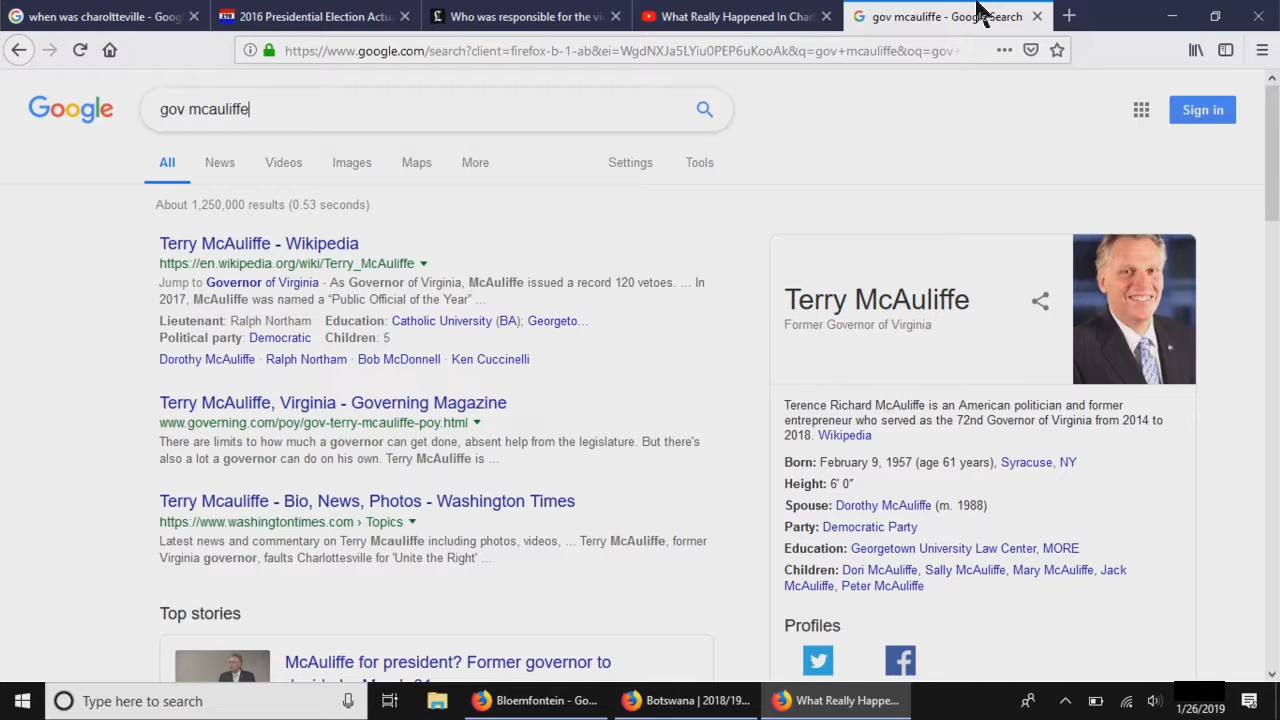 when was charoltteville - Google
2016 Presidential Election Actu
Who was responsible for the vi
What Really Happened In Char
gov mcauliffe - Google Search
https://www.google.com/search?client=firefox-b-1-ab&ei=WgdNXJa5LYiu0PEP6uKooAk&q=gov+mcauliffe&oq=gov+
Google
gov mcauliffe
Sign in
All News Videos Images Maps More Settings Tools
About 1,250,000 results (0.53 seconds)
Terry McAuliffe - Wikipedia
https://en.wikipedia.org/wiki/Terry_McAuliffe
Jump to Governor of Virginia - As Governor of Virginia, McAuliffe issued a record 120 vetoes. ... In
2017, McAuliffe was named a “Public Official of the Year” ...
Lieutenant: Ralph Northam Education: Catholic University (BA); Georgeto...
Political party: Democratic Children: 5
Dorothy McAuliffe · Ralph Northam · Bob McDonnell · Ken Cuccinelli
Terry McAuliffe, Virginia - Governing Magazine
www.governing.com/poy/gov-terry-mcauliffe-poy.html
There are limits to how much a governor can get done, absent help from the legislature. But there's
also a lot a governor can do on his own. Terry McAuliffe is ...
Terry Mcauliffe - Bio, News, Photos - Washington Times
https://www.washingtontimes.com › Topics
Latest news and commentary on Terry Mcauliffe including photos, videos, ... Terry McAuliffe, former
Virginia governor, faults Charlottesville for 'Unite the Right' ...
Top stories
McAuliffe for president? Former governor to
Terry McAuliffe
Former Governor of Virginia
Terence Richard McAuliffe is an American politician and former
entrepreneur who served as the 72nd Governor of Virginia from 2014 to
2018. Wikipedia
Born: February 9, 1957 (age 61 years), Syracuse, NY
Height: 6′ 0″
Spouse: Dorothy McAuliffe (m. 1988)
Party: Democratic Party
Education: Georgetown University Law Center, MORE
Children: Dori McAuliffe, Sally McAuliffe, Mary McAuliffe, Jack
McAuliffe, Peter McAuliffe
Profiles
Type here to search
Bloemfontein - Go...
Botswana | 2018/19...
What Really Happe...
1/26/2019